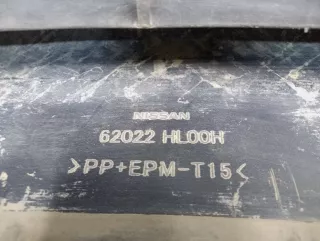 NISSAN
62022 HL00H
>PP+EPM-T15<